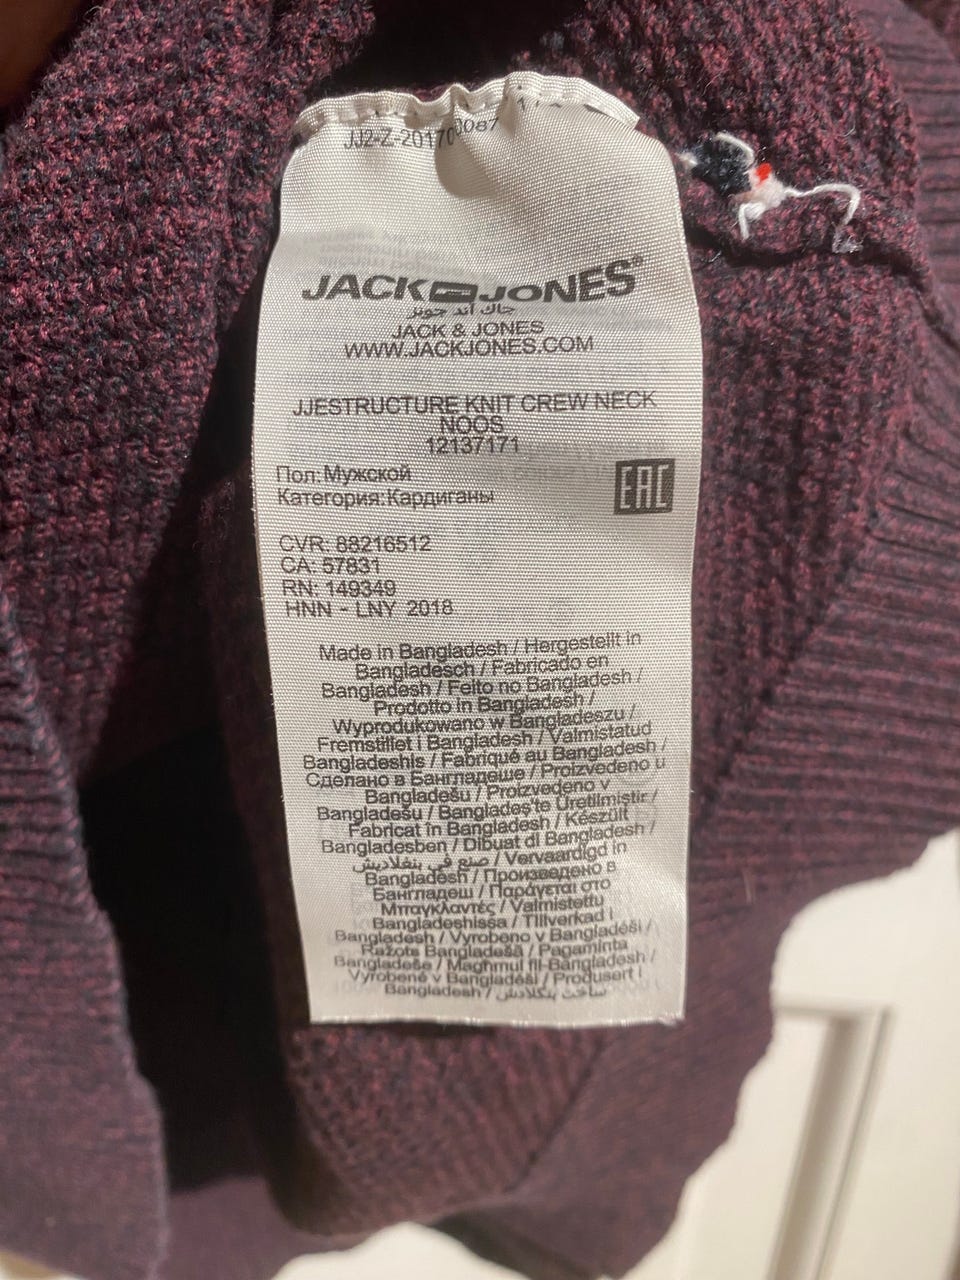 JJ2-Z-201700087
JACK JONES®
جاك أند جونز
JACK & JONES
WWW.JACKJONES.COM
JJESTRUCTURE KNIT CREW NECK
NOOS
12137171
Пол: Мужской
Категория: Кардиганы
EAC
CVR: 88216512
CA: 57831
RN: 149349
HNN - LNY 2018
Made in Bangladesh / Hergestellt in
Bangladesch / Fabricado en
Bangladesh / Feito no Bangladesh /
Prodotto in Bangladesh /
Wyprodukowano w Bangladeszu /
Fremstillet i Bangladesh / Valmistatud
Bangladeshis / Fabriqué au Bangladesh /
Сделано в Бангладеше / Proizvedeno u
Bangladešu / Proizvedeno v
Bangladešu / Bangladeş'te Üretilmiştir /
Fabricat în Bangladesh / Készült
Bangladesben / Dibuat di Bangladesh /
صنع في بنغلاديش / Vervaardigd in
Bangladesh / Произведено в
Бангладеш / Παράγεται στο
Μπαγκλαντές / Valmistettu
Bangladeshissa / Tillverkad i
Bangladesh / Vyrobeno v Bangladéši /
Ražots Bangladešā / Pagaminta
Bangladeše / Magħmul fil-Bangladesh /
Vyrobené v Bangladéši / Produsert i
Bangladesh / ساخت بنگلادش